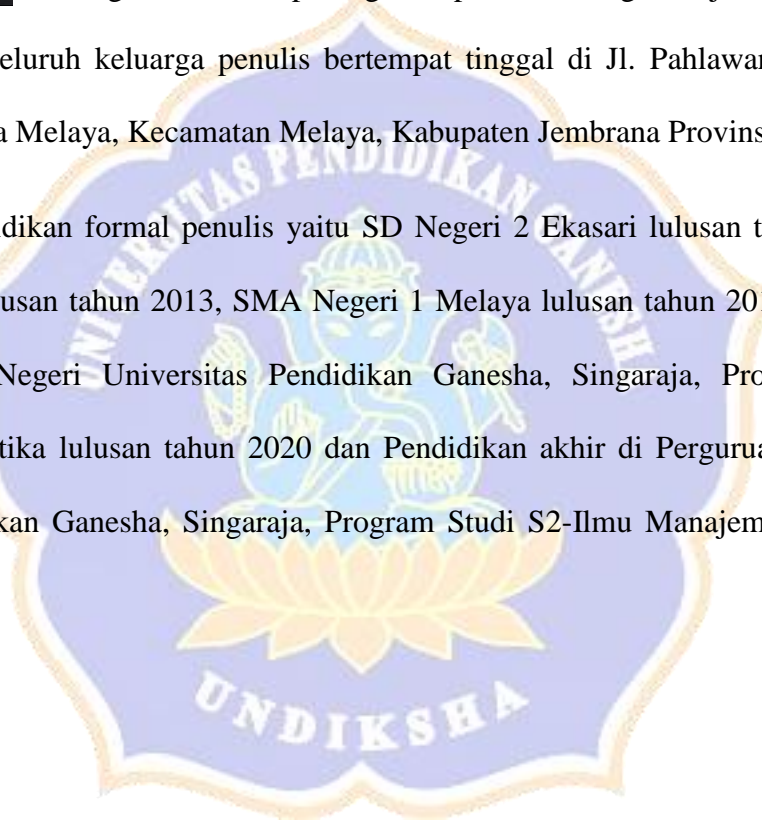 eluruh keluarga penulis bertempat tinggal di Jl. Pahlawan
a Melaya, Kecamatan Melaya, Kabupaten Jembrana Provins
didikan formal penulis yaitu SD Negeri 2 Ekasari lulusan t
usan tahun 2013, SMA Negeri 1 Melaya lulusan tahun 201
Negeri Universitas Pendidikan Ganesha, Singaraja, Pro
tika lulusan tahun 2020 dan Pendidikan akhir di Pergurua
kan Ganesha, Singaraja, Program Studi S2-Ilmu Manajem
UNIVERSITAS PENDIDIKAN GANESHA
UNDIKSHA